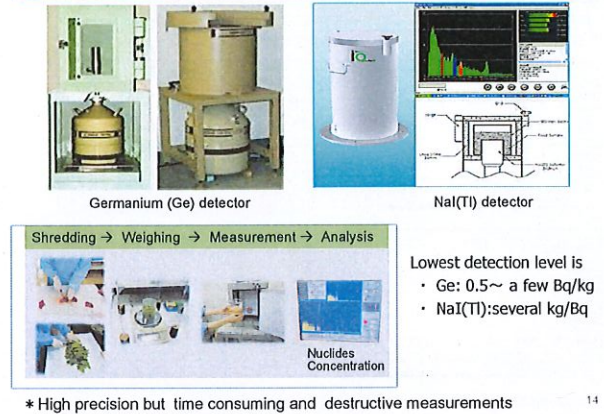 Germanium (Ge) detector
NaI(Tl) detector
Shredding → Weighing → Measurement → Analysis
Nuclides
Concentration
Lowest detection level is
・ Ge: 0.5～ a few Bq/kg
・ NaI(Tl):several kg/Bq
* High precision but time consuming and destructive measurements
14